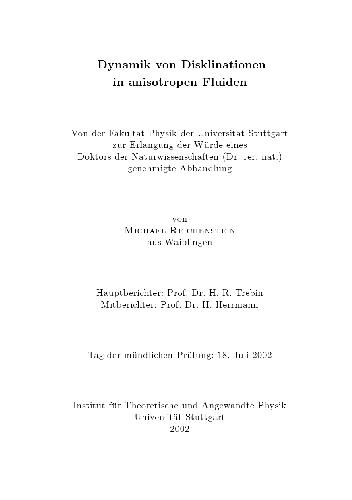 Dynamik von Disklinationen
in anisotropen Fluiden
Von der Fakultät Physik der Universität Stuttgart
zur Erlangung der Würde eines
Doktors der Naturwissenschaften (Dr. rer. nat.)
genehmigte Abhandlung
von
MICHAEL REICHENSTEIN
aus Waiblingen
Hauptberichter: Prof. Dr. H. R. Trebin
Mitberichter: Prof. Dr. H. Herrmann
Tag der mündlichen Prüfung: 18. Juli 2002
Institut für Theoretische und Angewandte Physik
Universität Stuttgart
2002